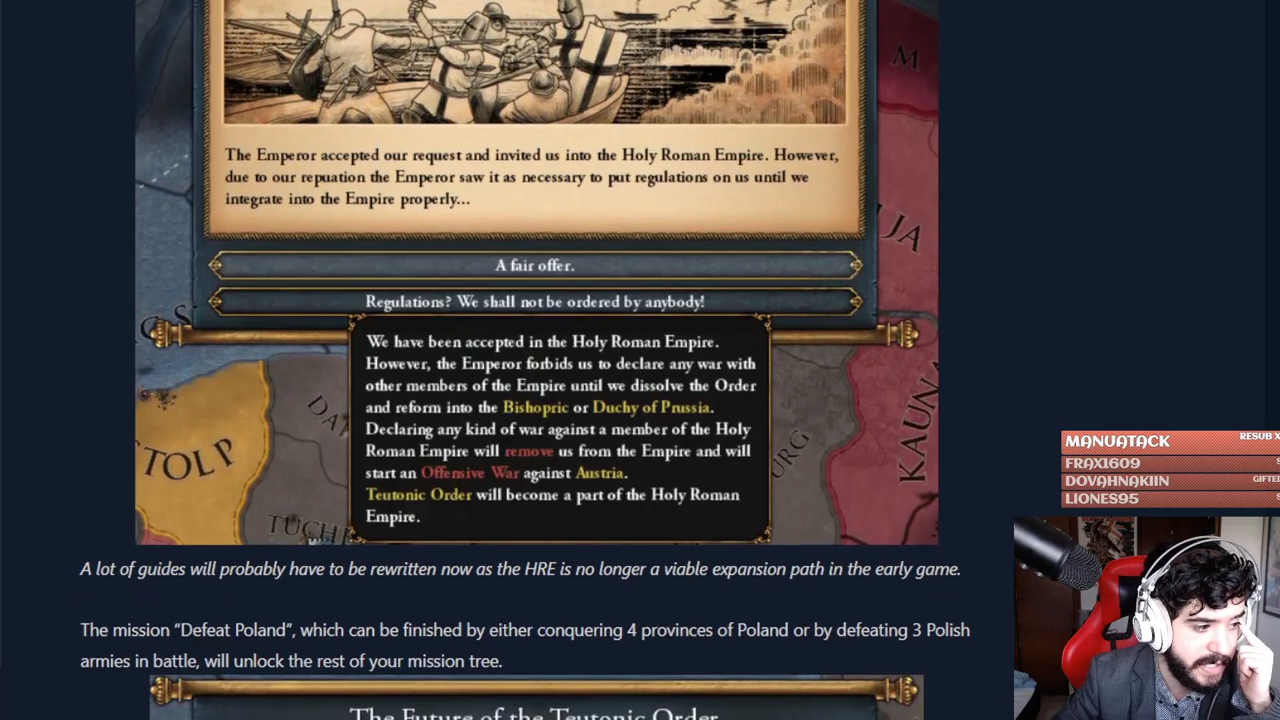 M
The Emperor accepted our request and invited us into the Holy Roman Empire. However,
due to our repuation the Emperor saw it as necessary to put regulations on us until we
integrate into the Empire properly...
JA
A fair offer.
Regulations? We shall not be ordered by anybody!
We have been accepted in the Holy Roman Empire.
However, the Emperor forbids us to declare any war with
other members of the Empire until we dissolve the Order
and reform into the Bishopric or Duchy of Prussia.
Declaring any kind of war against a member of the Holy
Roman Empire will remove us from the Empire and will
start an Offensive War against Austria.
Teutonic Order will become a part of the Holy Roman
Empire.
STOLP
TUCH
URG
KAUNA
MANUATACK RESUB X
FRAX1609
DOVAHNAKIIN GIFTED
LIONES95
A lot of guides will probably have to be rewritten now as the HRE is no longer a viable expansion path in the early game.
The mission “Defeat Poland”, which can be finished by either conquering 4 provinces of Poland or by defeating 3 Polish
armies in battle, will unlock the rest of your mission tree.
The Future of the Teutonic Order